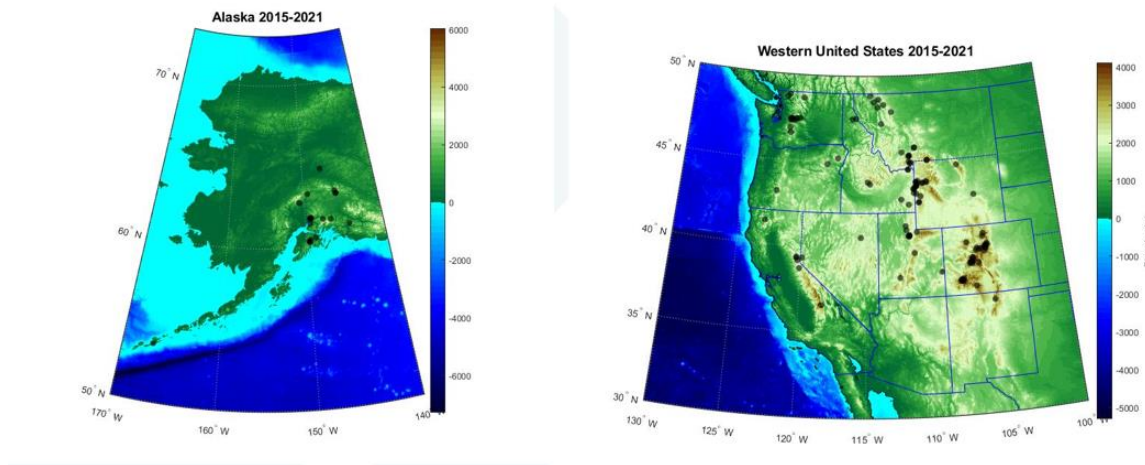 Alaska 2015-2021
70° N
60° N
50° N
170° W
160° W
150° W
140°
6000
4000
2000
0
-2000
-4000
-6000
Western United States 2015-2021
50° N
45° N
40° N
35° N
30° N
130° W
125° W
120° W
115° W
110° W
105° W
100° W
4000
3000
2000
1000
0
-1000
-2000
-3000
-4000
-5000